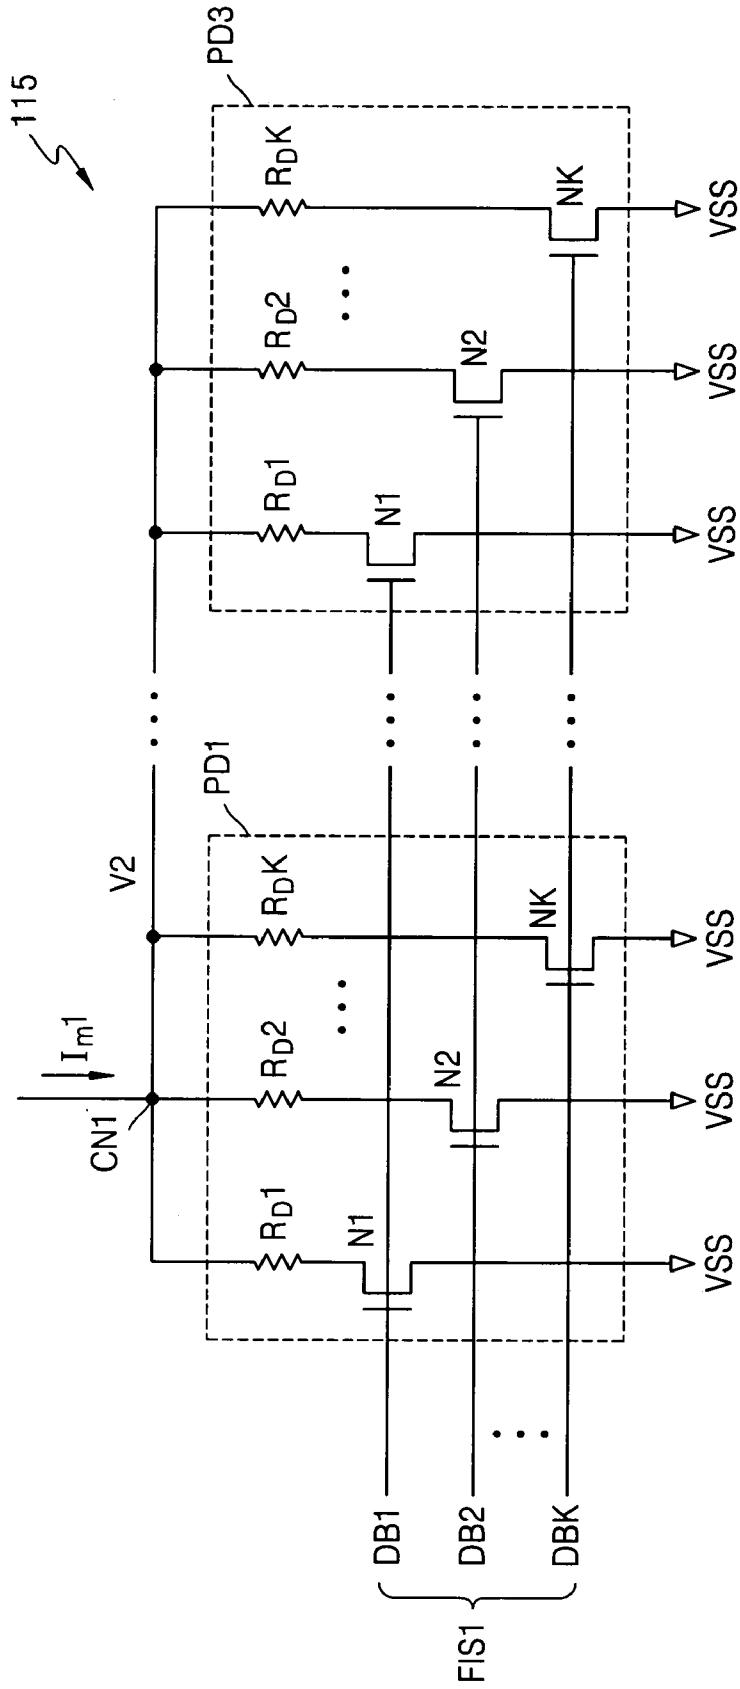 115
PD3
PD1
V2
Im1
CN1
RD1
RD2
RDK
RD1
RD2
RDK
N1
N2
NK
N1
N2
NK
DB1
DB2
DBK
FIS1
VSS
VSS
VSS
VSS
VSS
VSS